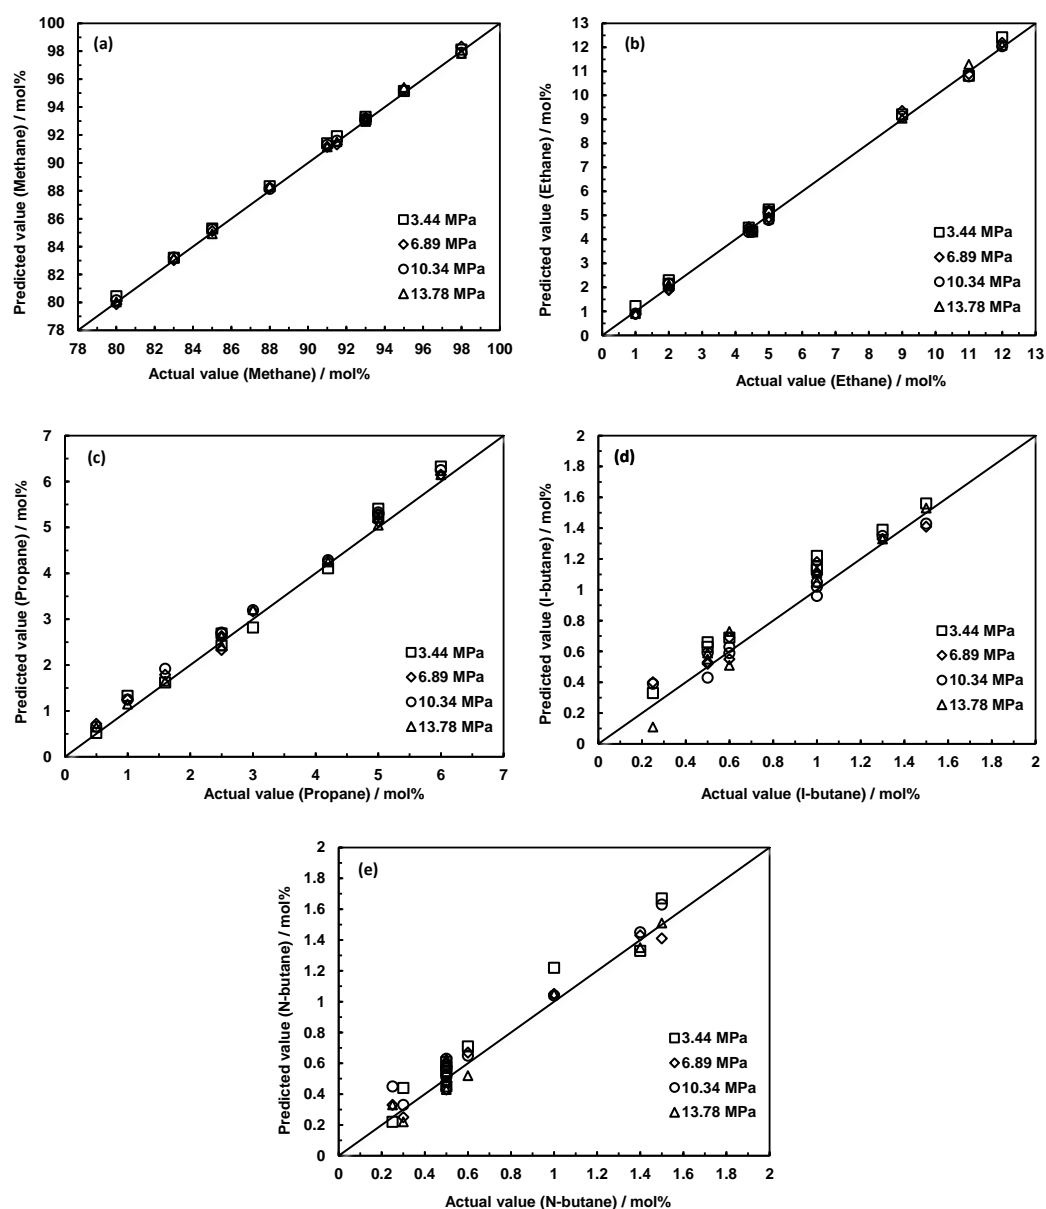 (a)
Predicted value (Methane) / mol%
100
98
96
94
92
90
88
86
84
82
80
78
3.44 MPa
6.89 MPa
10.34 MPa
13.78 MPa
78 80 82 84 86 88 90 92 94 96 98 100
Actual value (Methane) / mol%
(b)
Predicted value (Ethane) / mol%
13
12
11
10
9
8
7
6
5
4
3
2
1
0
3.44 MPa
6.89 MPa
10.34 MPa
13.78 MPa
0 1 2 3 4 5 6 7 8 9 10 11 12 13
Actual value (Ethane) / mol%
(c)
Predicted value (Propane) / mol%
7
6
5
4
3
2
1
0
3.44 MPa
6.89 MPa
10.34 MPa
13.78 MPa
0 1 2 3 4 5 6 7
Actual value (Propane) / mol%
(d)
Predicted value (I-butane) / mol%
2
1.8
1.6
1.4
1.2
1
0.8
0.6
0.4
0.2
0
3.44 MPa
6.89 MPa
10.34 MPa
13.78 MPa
0 0.2 0.4 0.6 0.8 1 1.2 1.4 1.6 1.8 2
Actual value (I-butane) / mol%
(e)
Predicted value (N-butane) / mol%
2
1.8
1.6
1.4
1.2
1
0.8
0.6
0.4
0.2
0
3.44 MPa
6.89 MPa
10.34 MPa
13.78 MPa
0 0.2 0.4 0.6 0.8 1 1.2 1.4 1.6 1.8 2
Actual value (N-butane) / mol%